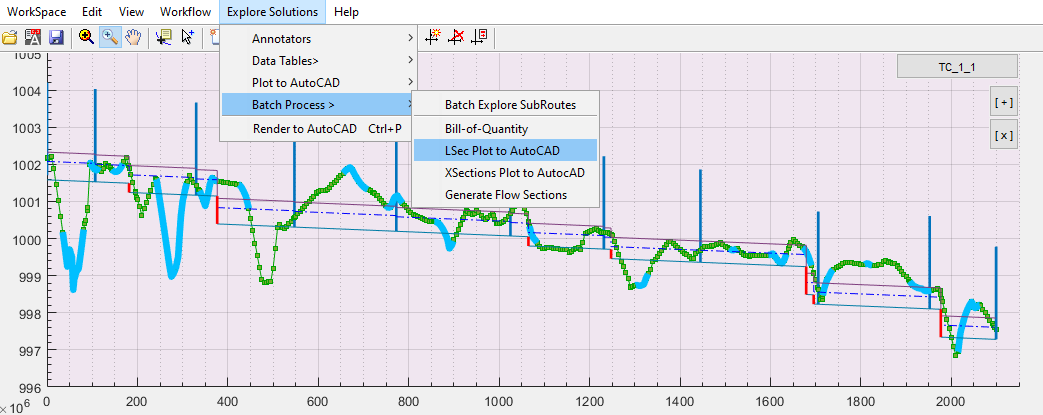 WorkSpace Edit View Workflow Explore Solutions Help
Annotators >
Data Tables>
Plot to AutoCAD >
Batch Process > >
Render to AutoCAD Ctrl+P
Batch Explore SubRoutes
Bill-of-Quantity
LSec Plot to AutoCAD
XSections Plot to AutocAD
Generate Flow Sections
TC_1_1
[+]
[x]
1005
1004
1003
1002
1001
1000
999
998
997
996
0 200 400 600 800 1000 1200 1400 1600 1800 2000
× 10⁶